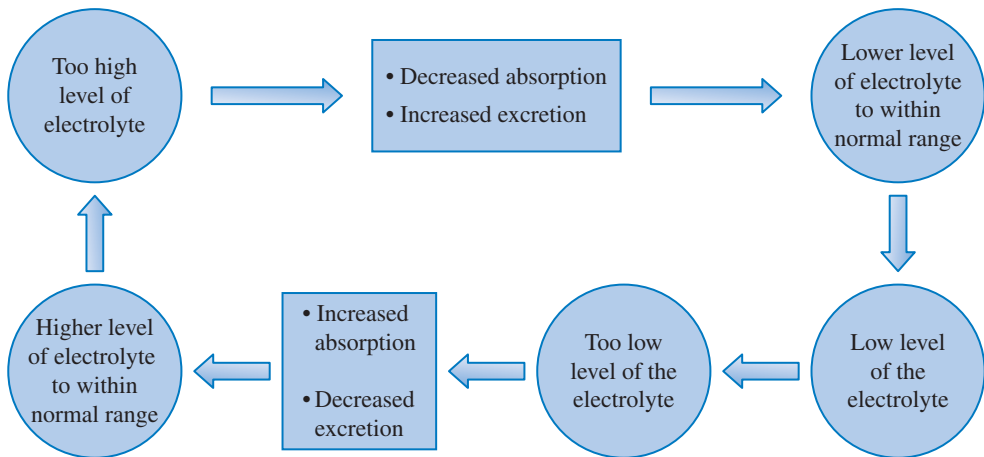 Too high
level of
electrolyte
• Decreased absorption
• Increased excretion
Lower level
of electrolyte
to within
normal range
Low level
of the
electrolyte
Too low
level of the
electrolyte
• Increased
absorption
• Decreased
excretion
Higher level
of electrolyte
to within
normal range